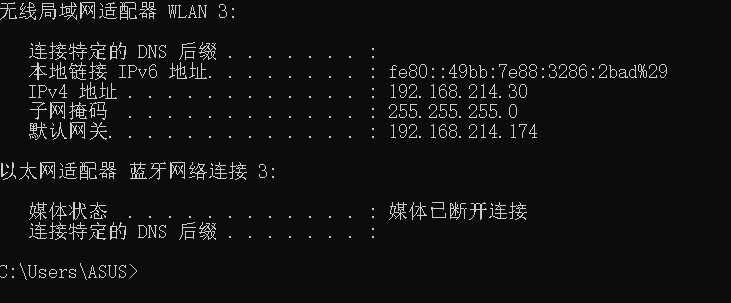 无线局域网适配器 WLAN 3:
连接特定的 DNS 后缀 . . . . . . . :
本地链接 IPv6 地址. . . . . . . . : fe80::49bb:7e88:3286:2bad%29
IPv4 地址 . . . . . . . . . . . . : 192.168.214.30
子网掩码 . . . . . . . . . . . . : 255.255.255.0
默认网关. . . . . . . . . . . . . : 192.168.214.174
以太网适配器 蓝牙网络连接 3:
媒体状态 . . . . . . . . . . . . : 媒体已断开连接
连接特定的 DNS 后缀 . . . . . . . :
C:\Users\ASUS>